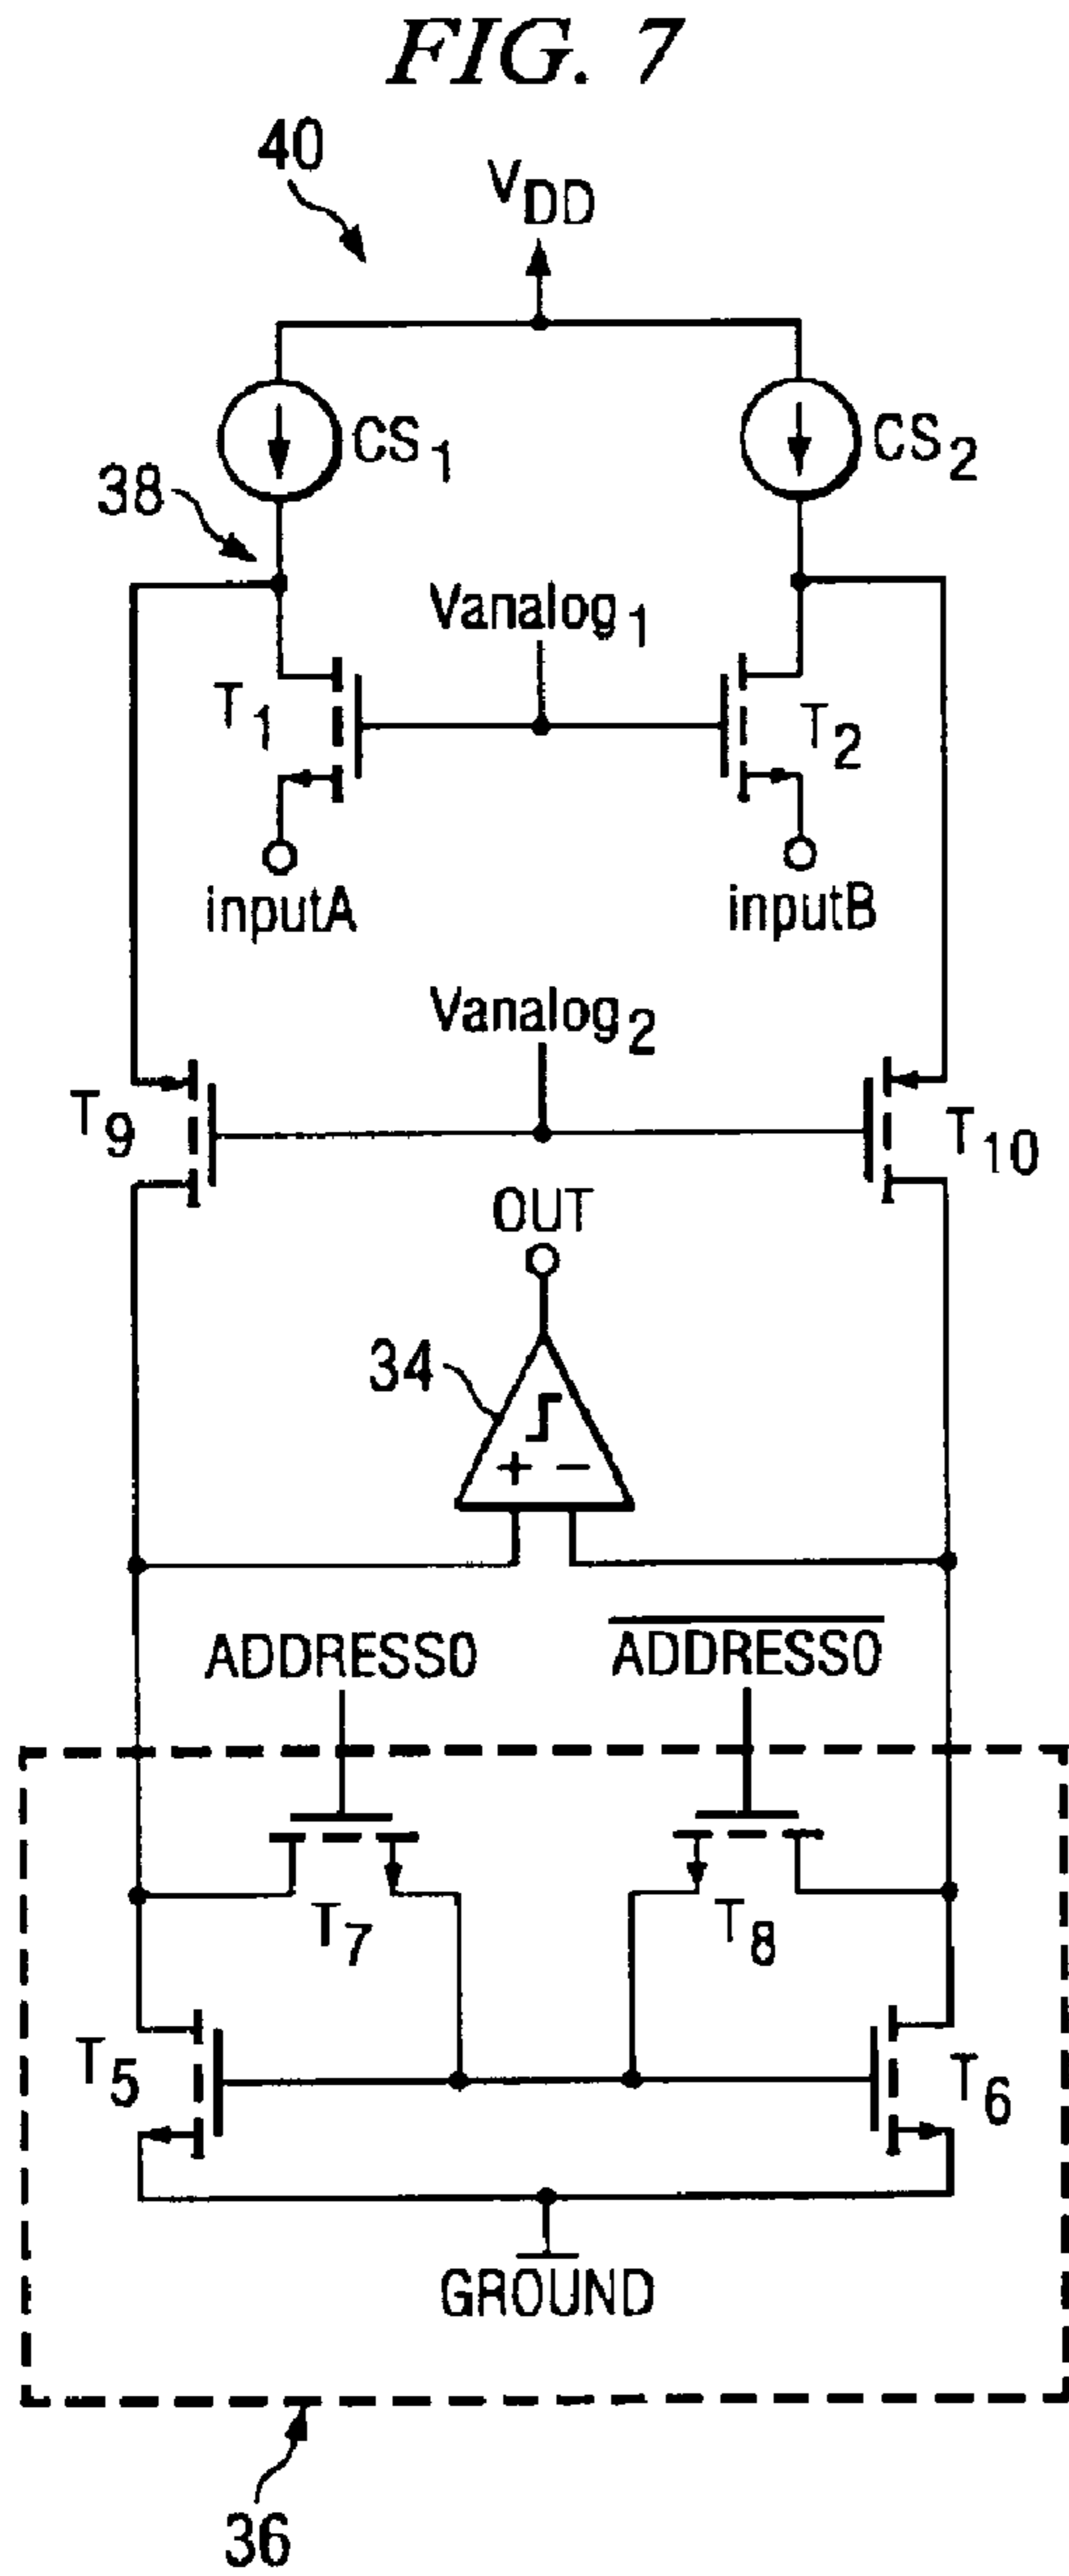 FIG. 7
40
VDD
CS1
CS2
38
Vanalog1
T1
T2
inputA
inputB
Vanalog2
T9
T10
OUT
34
+ −
ADDRESS0
A̅D̅D̅R̅E̅S̅S̅0̅
T7
T8
T5
T6
GROUND
36